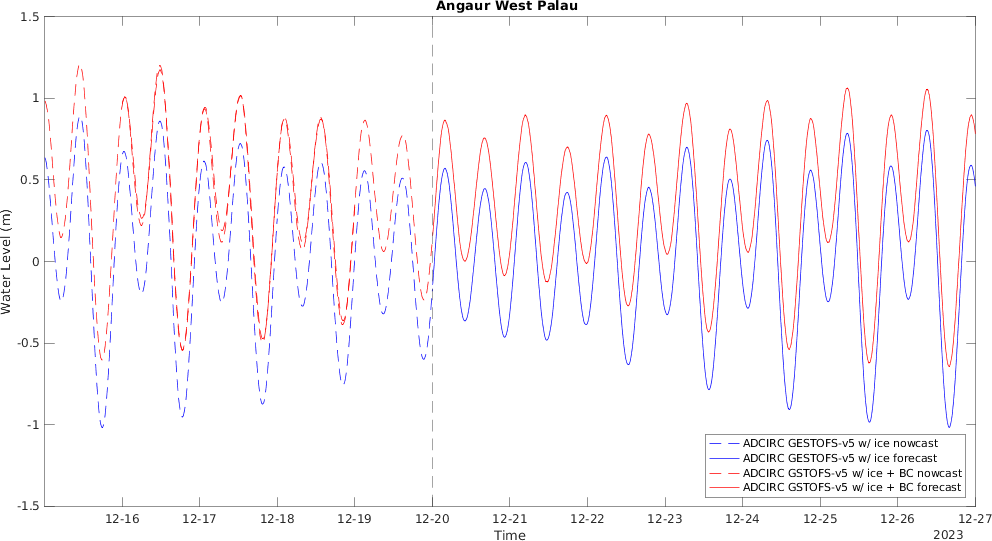 Angaur West Palau
1.5
1
0.5
0
-0.5
-1
-1.5
Water Level (m)
ADCIRC GESTOFS-v5 w/ ice nowcast
ADCIRC GESTOFS-v5 w/ ice forecast
ADCIRC GSTOFS-v5 w/ ice + BC nowcast
ADCIRC GSTOFS-v5 w/ ice + BC forecast
12-16 12-17 12-18 12-19 12-20 12-21 12-22 12-23 12-24 12-25 12-26 12-27
Time
2023